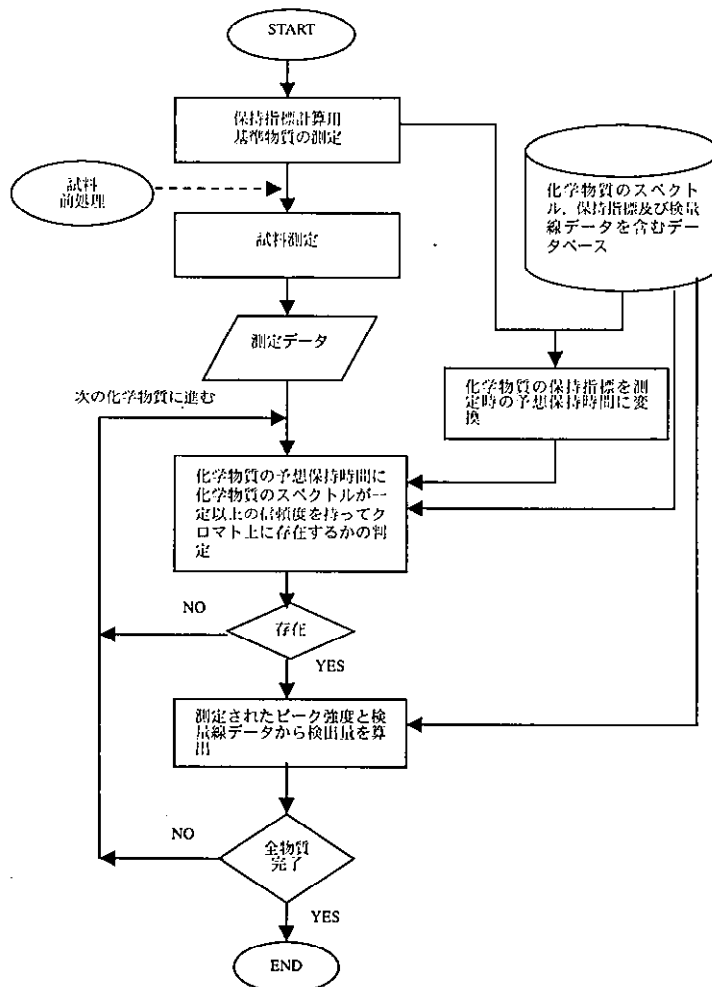 START
保持指標計算用
基準物質の測定
試料
前処理
化学物質のスペクト
ル、保持指標及び検量
線データを含むデー
タベース
試料測定
測定データ
次の化学物質に進む
化学物質の保持指標を測
定時の予想保持時間に変
換
化学物質の予想保持時間に
化学物質のスペクトルが一
定以上の信頼度を持ってク
ロマト上に存在するかの判
定
NO
存在
YES
測定されたピーク強度と検
量線データから検出量を算
出
NO
全物質
完了
YES
END